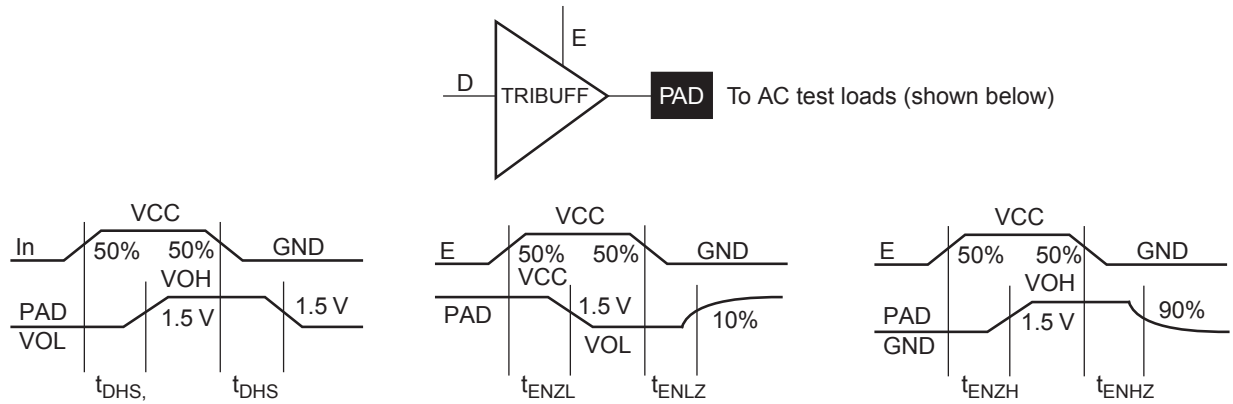 E
D
TRIBUFF
PAD
To AC test loads (shown below)
VCC
In
50%
50%
GND
VOH
PAD
1.5 V
1.5 V
VOL
tDHS,
tDHS
VCC
E
50%
50%
GND
VCC
PAD
1.5 V
10%
VOL
tENZL
tENLZ
VCC
E
50%
50%
GND
VOH
PAD
1.5 V
90%
GND
tENZH
tENHZ